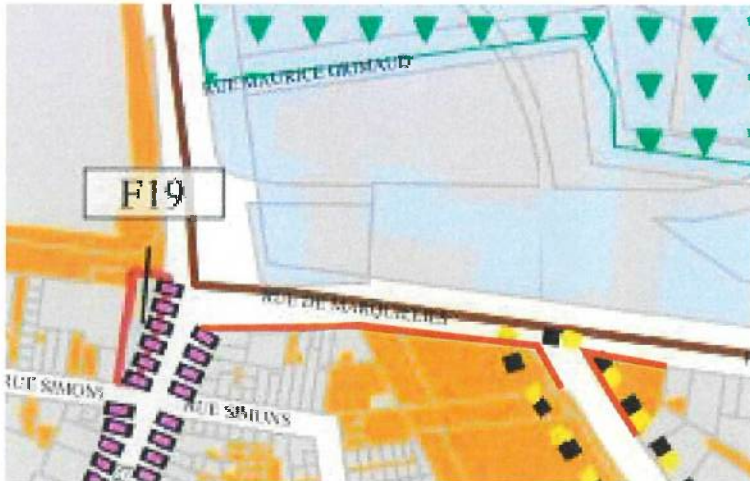 RUE MAURICE GRIMAUD
F19
RUE DE MARQUILLIES
RUE SIMONS
RUE SIMONS